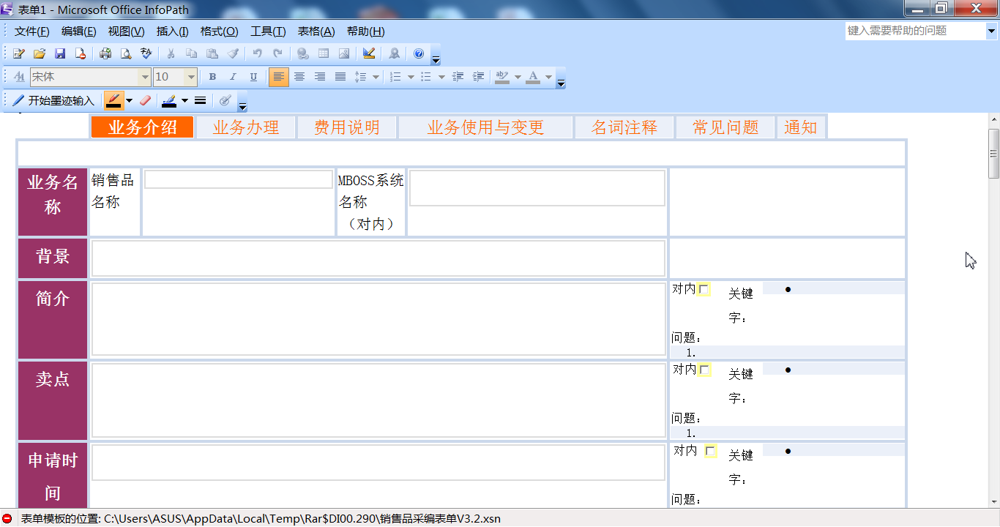 表单1 - Microsoft Office InfoPath
文件(F) 编辑(E) 视图(V) 插入(I) 格式(O) 工具(T) 表格(A) 帮助(H)
键入需要帮助的问题
宋体 10 B I U
开始墨迹输入
业务介绍 业务办理 费用说明 业务使用与变更 名词注释 常见问题 通知
业务名
称
销售品
名称
MBOSS系统
名称
（对内）
背景
简介
对内 关键
字：
问题：
1.
卖点
对内 关键
字：
问题：
1.
申请时
间
对内 关键
字：
问题：
表单模板的位置: C:\Users\ASUS\AppData\Local\Temp\Rar$DI00.290\销售品采编表单V3.2.xsn